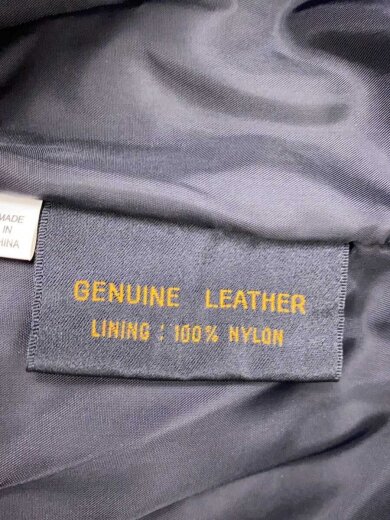 MADE
IN
CHINA
GENUINE LEATHER
LINING : 100% NYLON